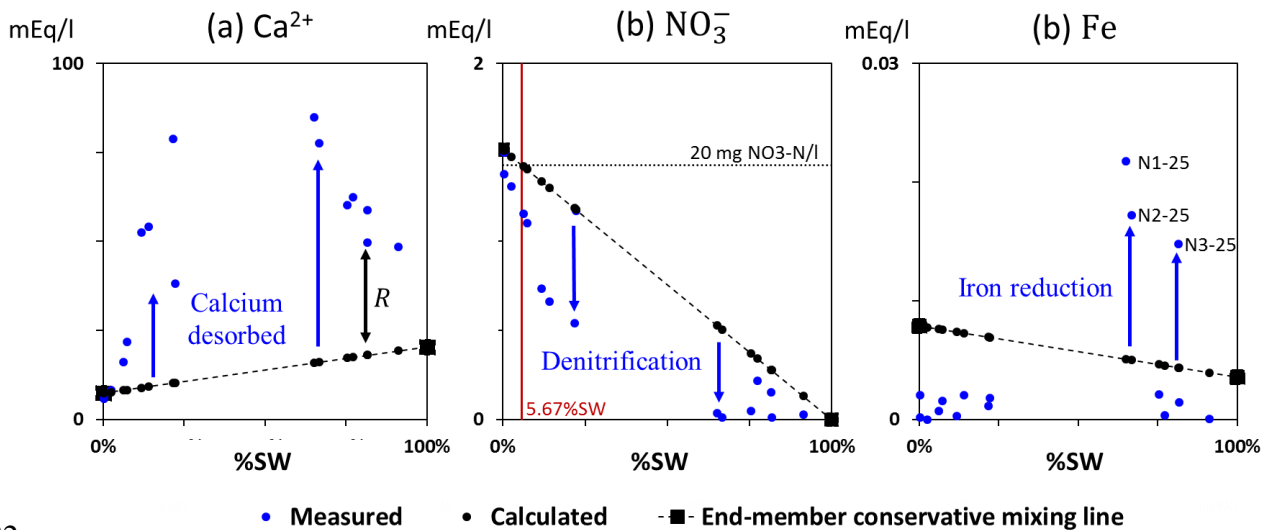 mEq/l
(a) Ca²⁺
100
0
0%
100%
%SW
Calcium
desorbed
R
mEq/l
(b) NO₃⁻
2
0
0%
100%
%SW
20 mg NO3-N/l
5.67%SW
Denitrification
mEq/l
(b) Fe
0.03
0
0%
100%
%SW
N1-25
N2-25
N3-25
Iron reduction
Measured
Calculated
End-member conservative mixing line